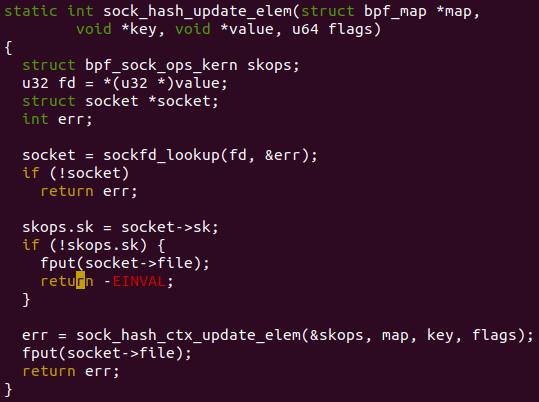 static int sock_hash_update_elem(struct bpf_map *map,
void *key, void *value, u64 flags)
{
struct bpf_sock_ops_kern skops;
u32 fd = *(u32 *)value;
struct socket *socket;
int err;
socket = sockfd_lookup(fd, &err);
if (!socket)
return err;
skops.sk = socket->sk;
if (!skops.sk) {
fput(socket->file);
return -EINVAL;
}
err = sock_hash_ctx_update_elem(&skops, map, key, flags);
fput(socket->file);
return err;
}